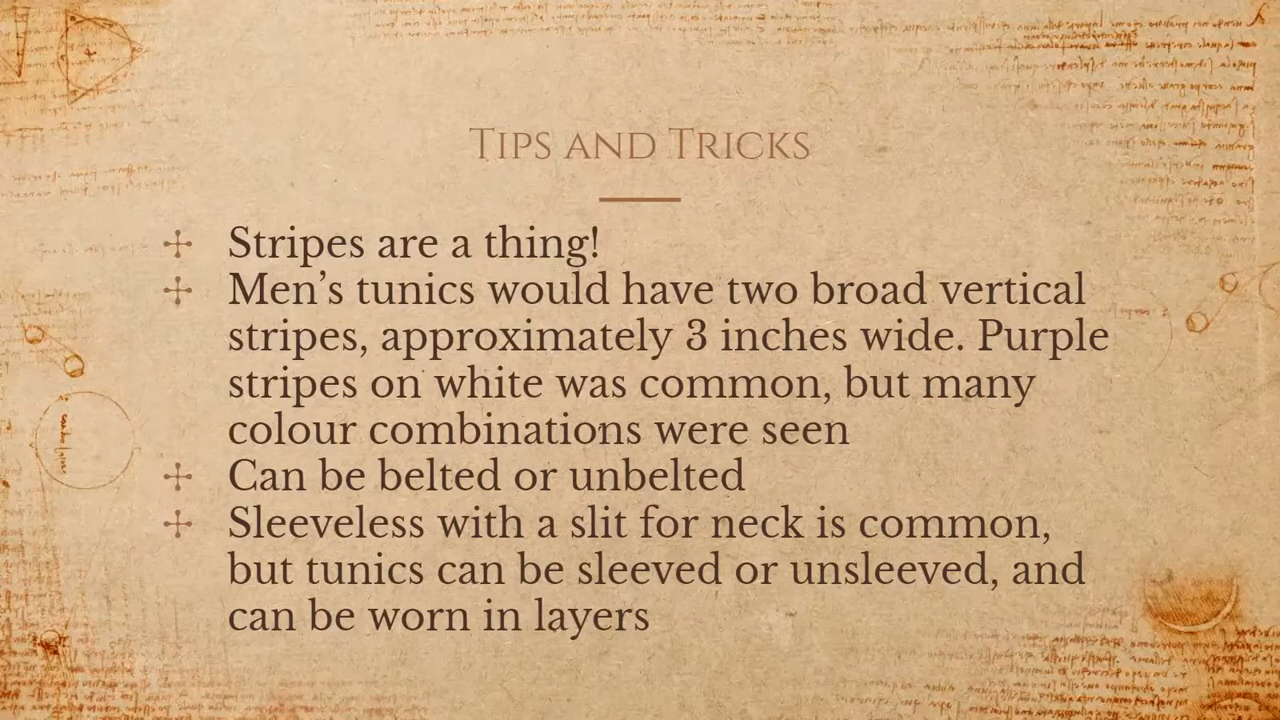 Tips and Tricks
Stripes are a thing!
Men’s tunics would have two broad vertical
stripes, approximately 3 inches wide. Purple
stripes on white was common, but many
colour combinations were seen
Can be belted or unbelted
Sleeveless with a slit for neck is common,
but tunics can be sleeved or unsleeved, and
can be worn in layers